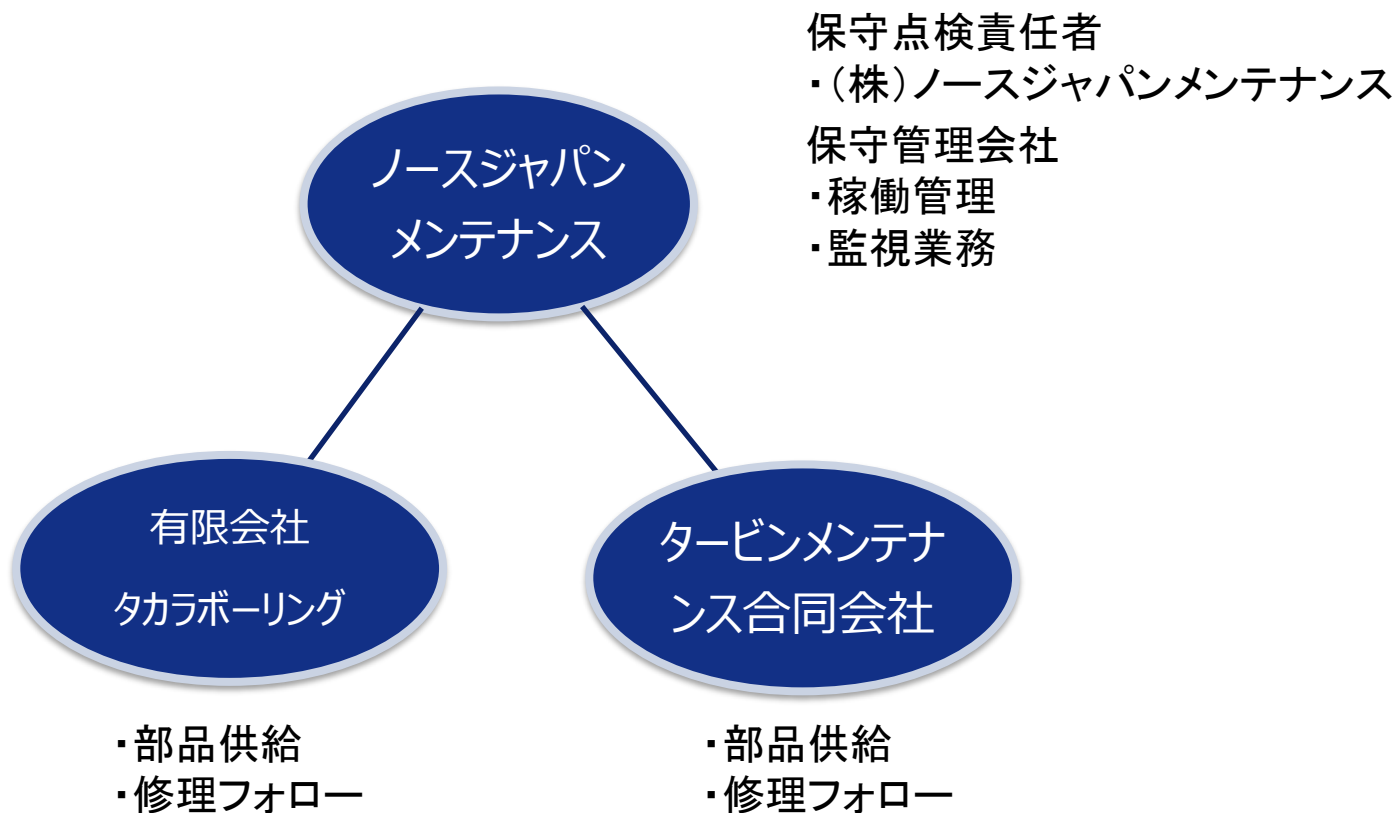 保守点検責任者
・（株）ノースジャパンメンテナンス
保守管理会社
・稼働管理
・監視業務
ノースジャパン
メンテナンス
有限会社
タカラボーリング
タービンメンテナ
ンス合同会社
・部品供給
・修理フォロー
・部品供給
・修理フォロー